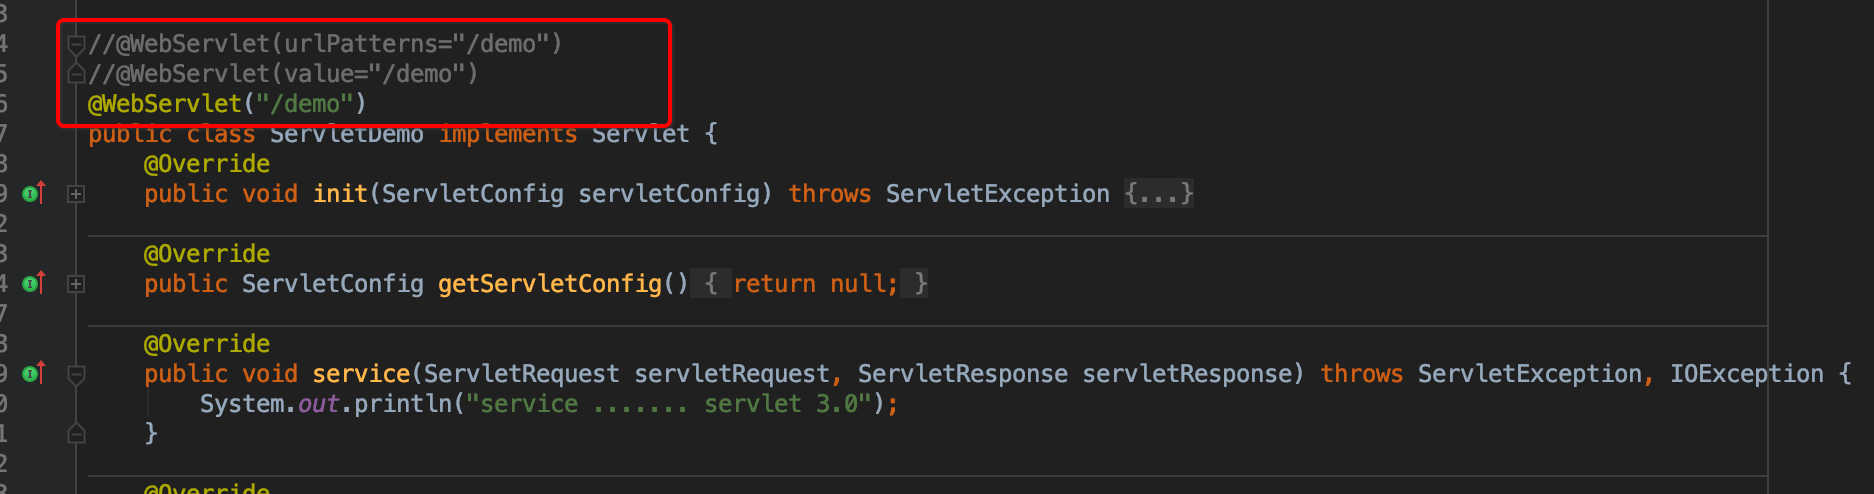 3
4 //@WebServlet(urlPatterns="/demo")
5 //@WebServlet(value="/demo")
6 @WebServlet("/demo")
7 public class ServletDemo implements Servlet {
8 @Override
9 public void init(ServletConfig servletConfig) throws ServletException {...}
2
3 @Override
4 public ServletConfig getServletConfig() { return null; }
7
8 @Override
9 public void service(ServletRequest servletRequest, ServletResponse servletResponse) throws ServletException, IOException {
0 System.out.println("service ....... servlet 3.0");
1 }
2
3 @Override